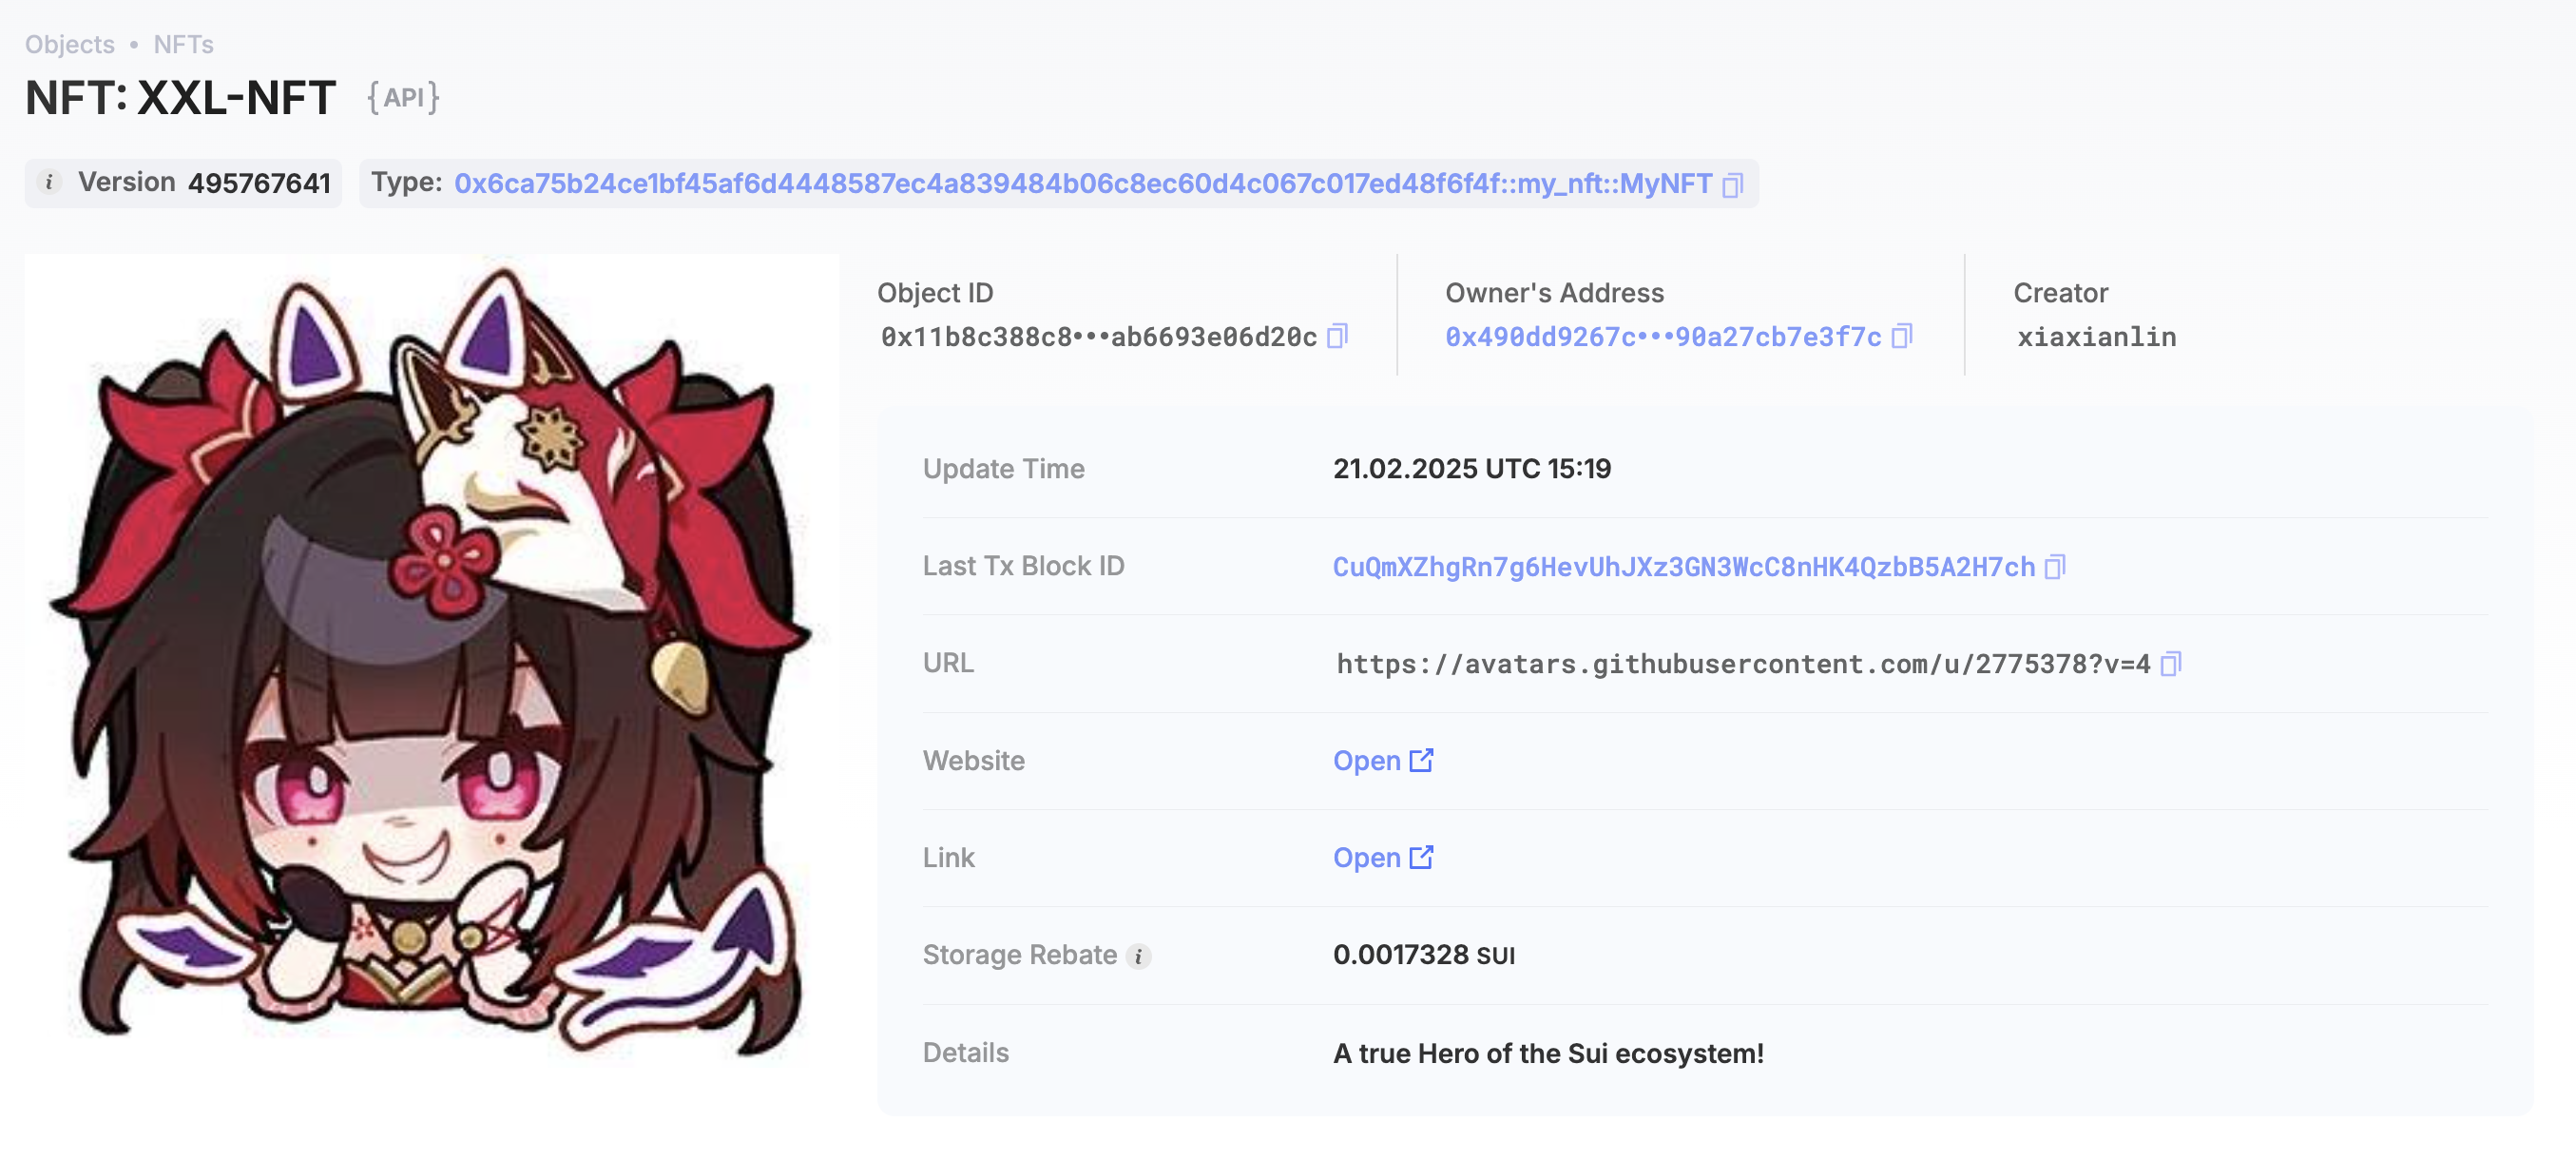 Objects • NFTs
NFT: XXL-NFT {API}
i Version 495767641 Type: 0x6ca75b24ce1bf45af6d4448587ec4a839484b06c8ec60d4c067c017ed48f6f4f::my_nft::MyNFT
Object ID
0x11b8c388c8•••ab6693e06d20c
Owner's Address
0x490dd9267c•••90a27cb7e3f7c
Creator
xiaxianlin
Update Time 21.02.2025 UTC 15:19
Last Tx Block ID CuQmXZhgRn7g6HevUhJXz3GN3WcC8nHK4QzbB5A2H7ch
URL https://avatars.githubusercontent.com/u/2775378?v=4
Website Open
Link Open
Storage Rebate i 0.0017328 SUI
Details A true Hero of the Sui ecosystem!